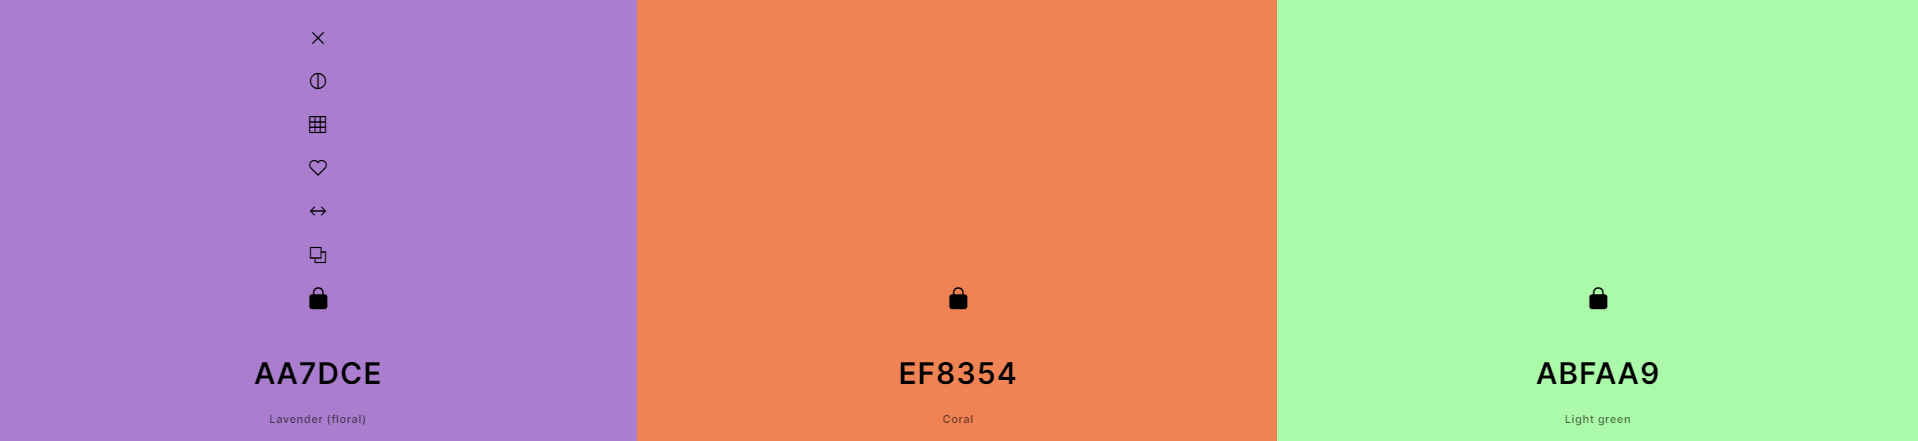 AA7DCE
Lavender (floral)
EF8354
Coral
ABFAA9
Light green